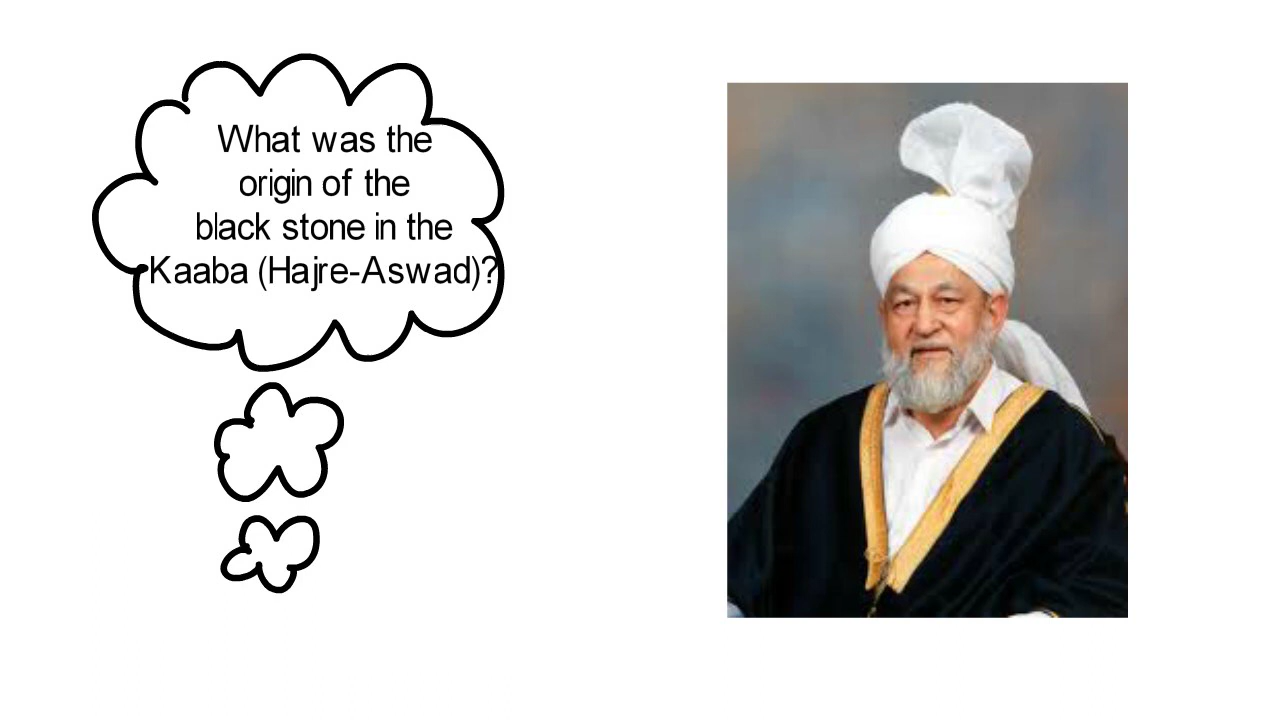 What was the
origin of the
black stone in the
Kaaba (Hajre-Aswad)?